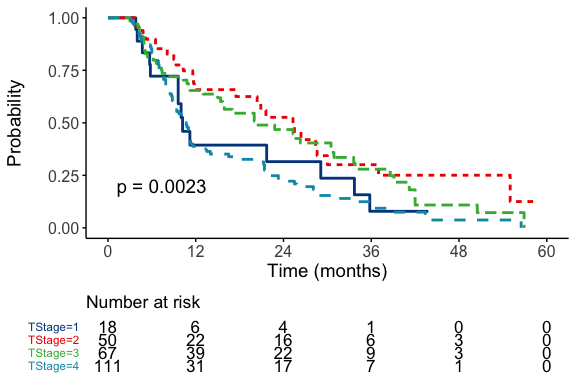 1.00
0.75
0.50
0.25
0.00
Probability
p = 0.0023
0 12 24 36 48 60
Time (months)
Number at risk
TStage=1 18 6 4 1 0 0
TStage=2 50 22 16 6 3 0
TStage=3 67 39 22 9 3 0
TStage=4 111 31 17 7 1 0